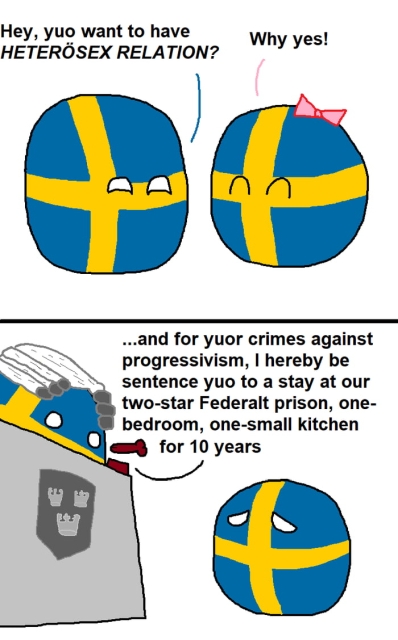 Hey, yuo want to have
HETERÖSEX RELATION?
Why yes!
...and for yuor crimes against
progressivism, I hereby be
sentence yuo to a stay at our
two-star Federalt prison, one-
bedroom, one-small kitchen
for 10 years